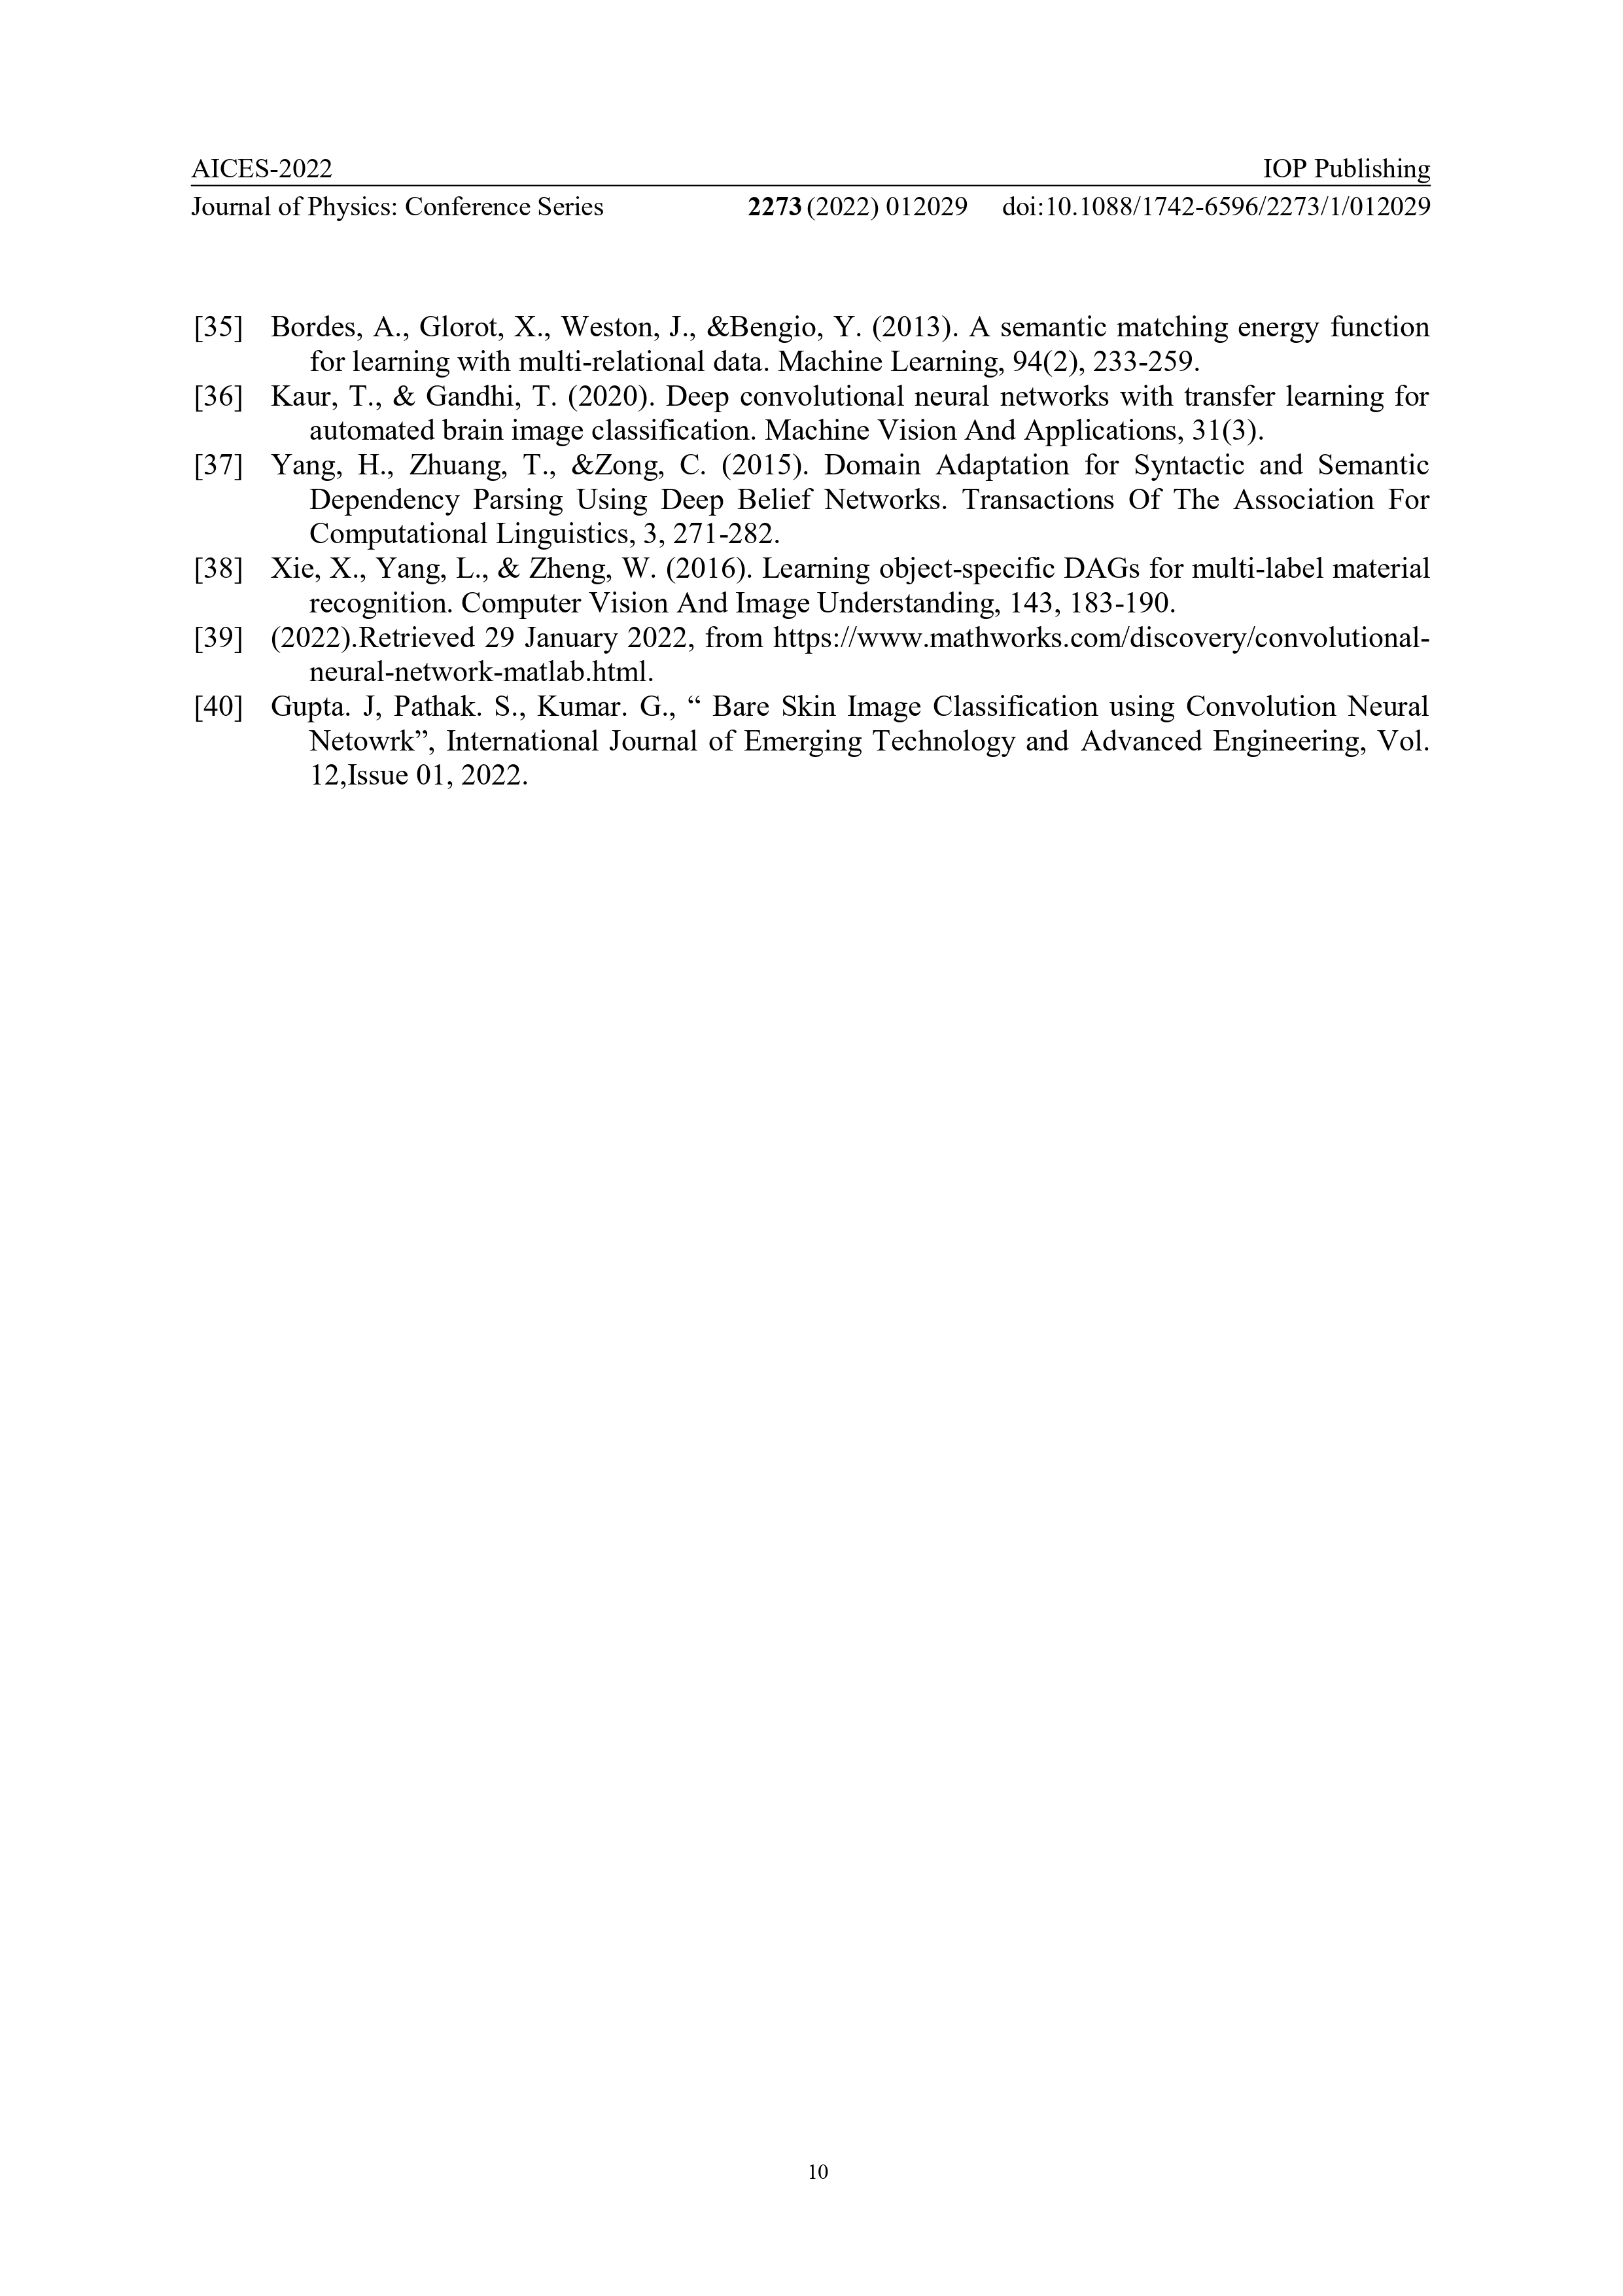 AICES-2022 IOP Publishing
Journal of Physics: Conference Series 2273 (2022) 012029 doi:10.1088/1742-6596/2273/1/012029
[35] Bordes, A., Glorot, X., Weston, J., &Bengio, Y. (2013). A semantic matching energy function
for learning with multi-relational data. Machine Learning, 94(2), 233-259.
[36] Kaur, T., & Gandhi, T. (2020). Deep convolutional neural networks with transfer learning for
automated brain image classification. Machine Vision And Applications, 31(3).
[37] Yang, H., Zhuang, T., &Zong, C. (2015). Domain Adaptation for Syntactic and Semantic
Dependency Parsing Using Deep Belief Networks. Transactions Of The Association For
Computational Linguistics, 3, 271-282.
[38] Xie, X., Yang, L., & Zheng, W. (2016). Learning object-specific DAGs for multi-label material
recognition. Computer Vision And Image Understanding, 143, 183-190.
[39] (2022).Retrieved 29 January 2022, from https://www.mathworks.com/discovery/convolutional-
neural-network-matlab.html.
[40] Gupta. J, Pathak. S., Kumar. G., “ Bare Skin Image Classification using Convolution Neural
Netowrk”, International Journal of Emerging Technology and Advanced Engineering, Vol.
12,Issue 01, 2022.
10